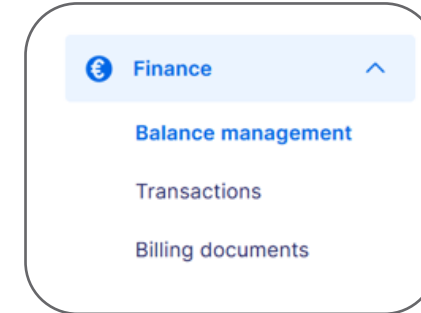 Finance
Balance management
Transactions
Billing documents